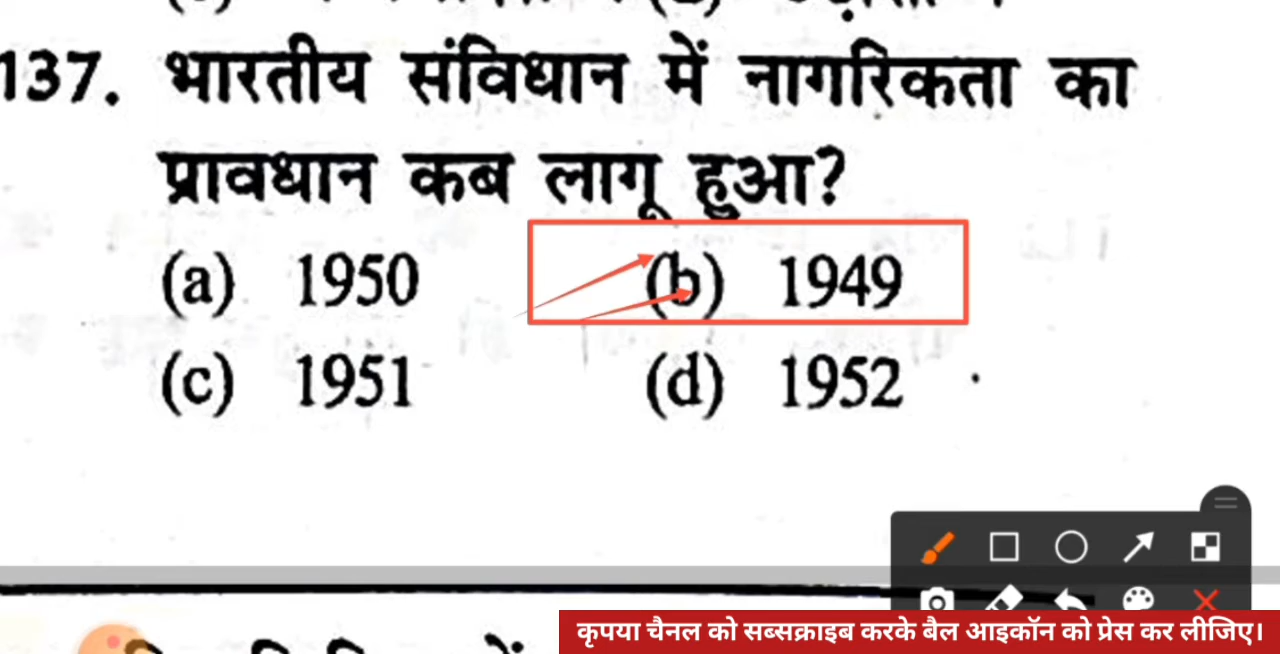 137. भारतीय संविधान में नागरिकता का
प्रावधान कब लागू हुआ?
(a) 1950 (b) 1949
(c) 1951 (d) 1952
कृपया चैनल को सब्सक्राइब करके बैल आइकॉन को प्रेस कर लीजिए।